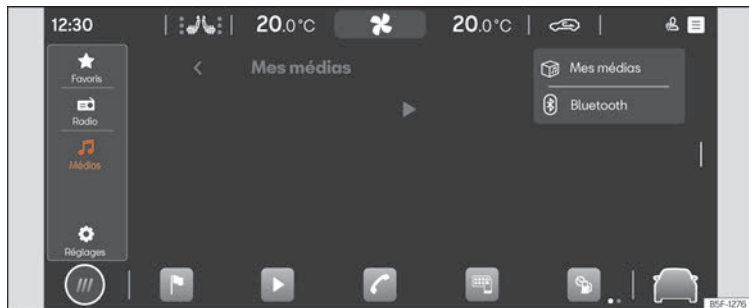 12:30
20.0°C
20.0°C
Favoris
Radio
Médias
Réglages
Mes médias
Mes médias
Bluetooth
B5F-1276